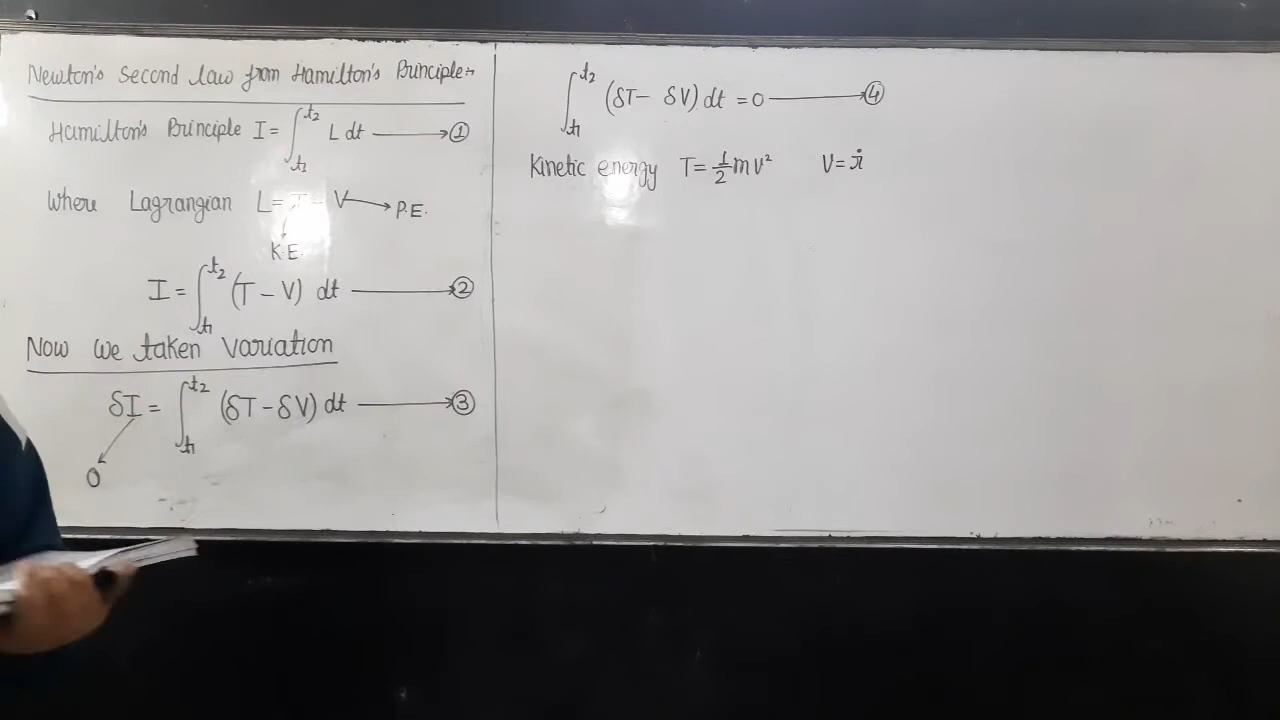 Newton's Second law from Hamilton's Principle:-
Hamilton's Principle I = ∫_{t1}^{t2} L dt ⟶ ①
Where Lagrangian L = T - V → P.E.
↓
K.E.
I = ∫_{t1}^{t2} (T - V) dt ⟶ ②
Now we taken variation
δI = ∫_{t1}^{t2} (δT - δV) dt ⟶ ③
0
∫_{t1}^{t2} (δT - δV) dt = 0 ⟶ ④
Kinetic energy T = 1/2 mv² V = ṙ